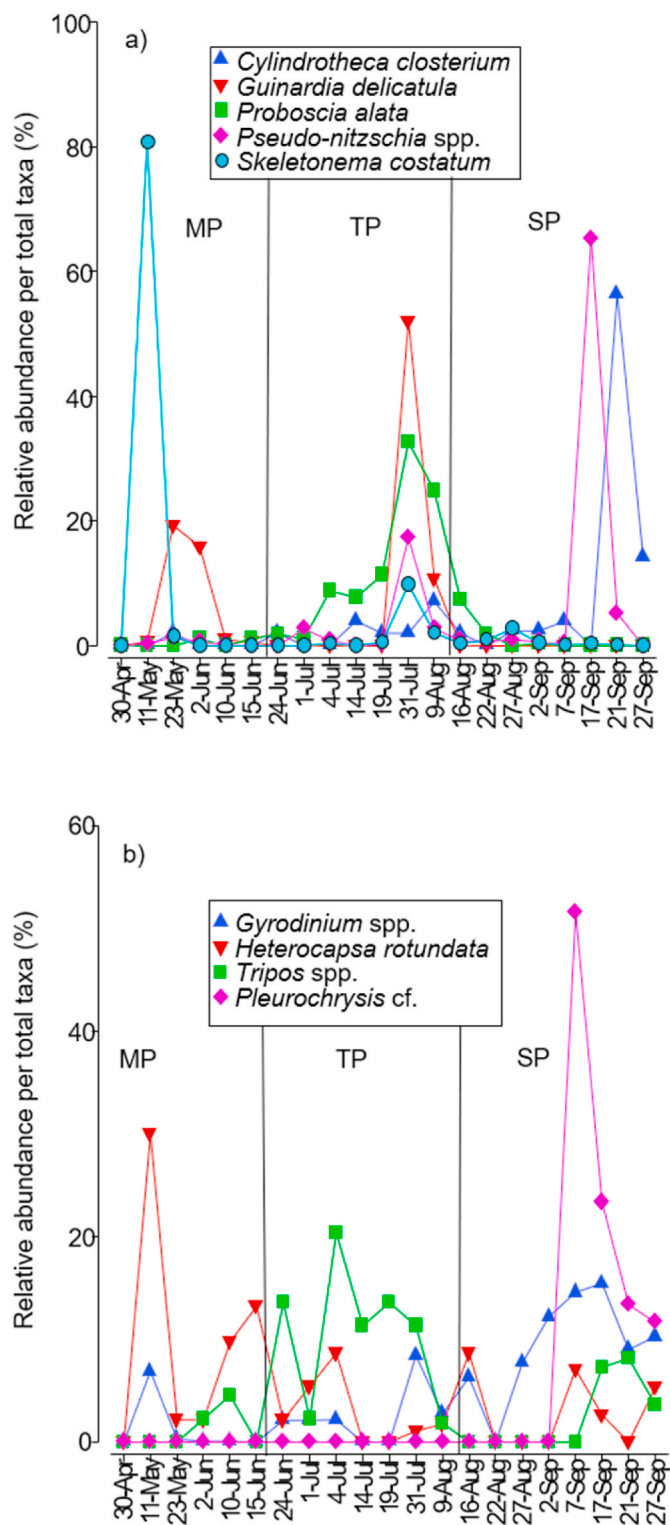 a)
Cylindrotheca closterium
Guinardia delicatula
Proboscia alata
Pseudo-nitzschia spp.
Skeletonema costatum
MP TP SP
Relative abundance per total taxa (%)
100
80
60
40
20
0
30-Apr
11-May
23-May
2-Jun
10-Jun
15-Jun
24-Jun
1-Jul
4-Jul
14-Jul
19-Jul
31-Jul
9-Aug
16-Aug
22-Aug
27-Aug
2-Sep
7-Sep
17-Sep
21-Sep
27-Sep
b)
Gyrodinium spp.
Heterocapsa rotundata
Tripos spp.
Pleurochrysis cf.
MP TP SP
Relative abundance per total taxa (%)
60
40
20
0
30-Apr
11-May
23-May
2-Jun
10-Jun
15-Jun
24-Jun
1-Jul
4-Jul
14-Jul
19-Jul
31-Jul
9-Aug
16-Aug
22-Aug
27-Aug
2-Sep
7-Sep
17-Sep
21-Sep
27-Sep